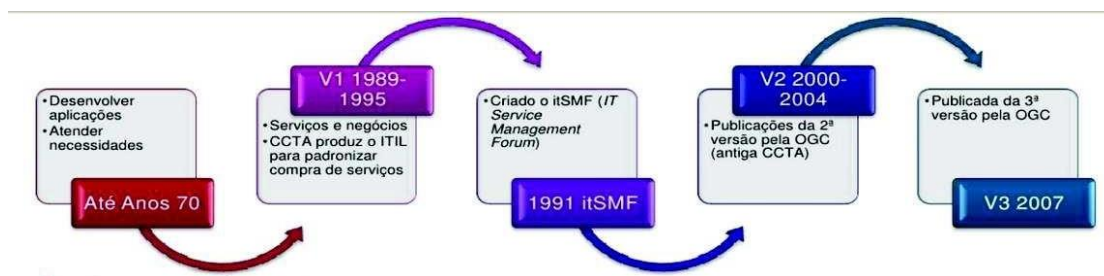 • Desenvolver
aplicações
• Atender
necessidades
Até Anos 70
V1 1989-
1995
• Serviços e negócios
• CCTA produz o ITIL
para padronizar
compra de serviços
• Criado o itSMF (IT
Service
Management
Forum)
1991 itSMF
V2 2000-
2004
• Publicações da 2ª
versão pela OGC
(antiga CCTA)
• Publicada da 3ª
versão pela OGC
V3 2007